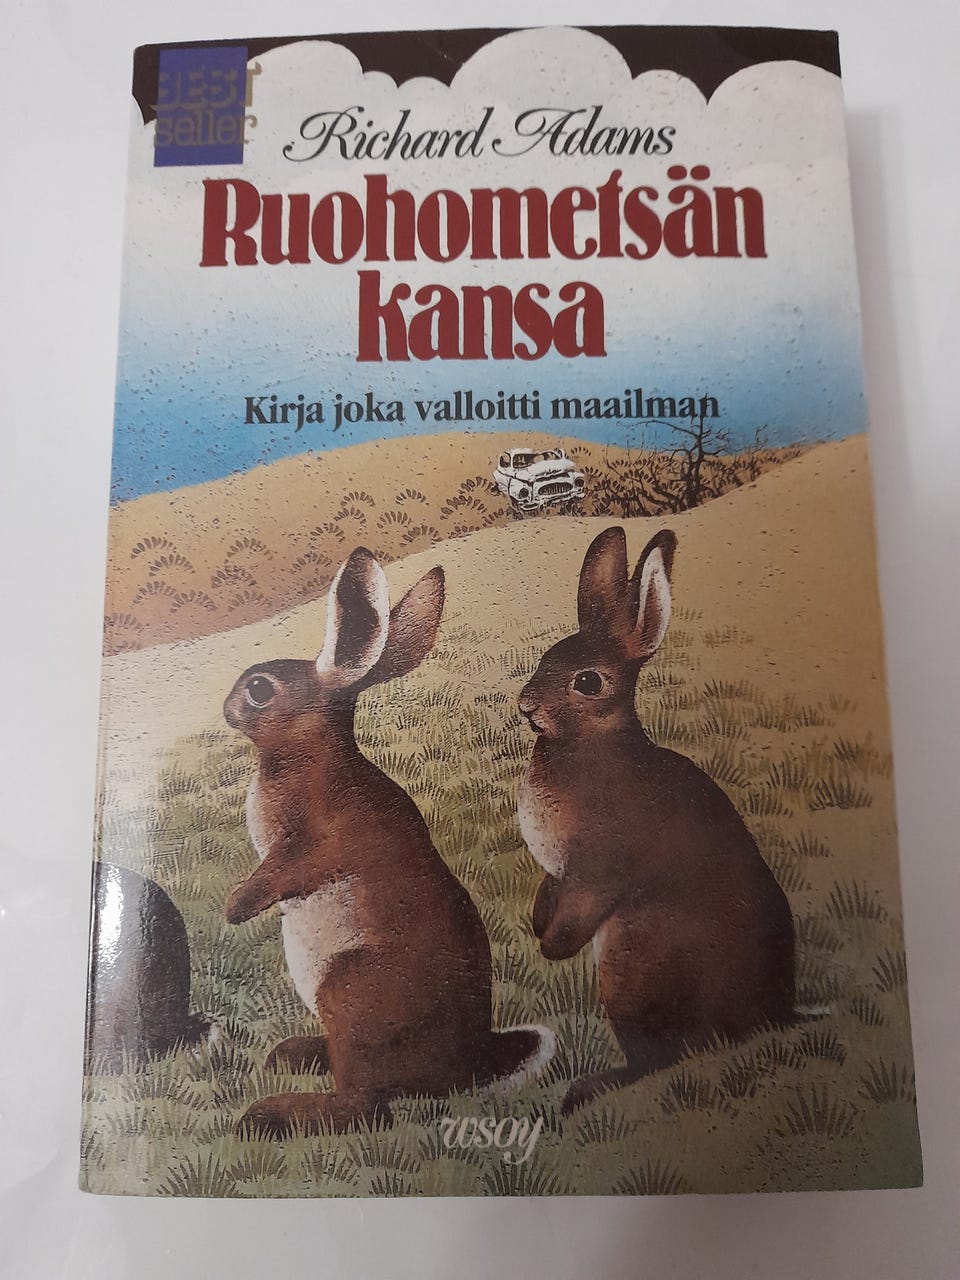 BEST
seller
Richard Adams
Ruohometsän
kansa
Kirja joka valloitti maailman
wsoy